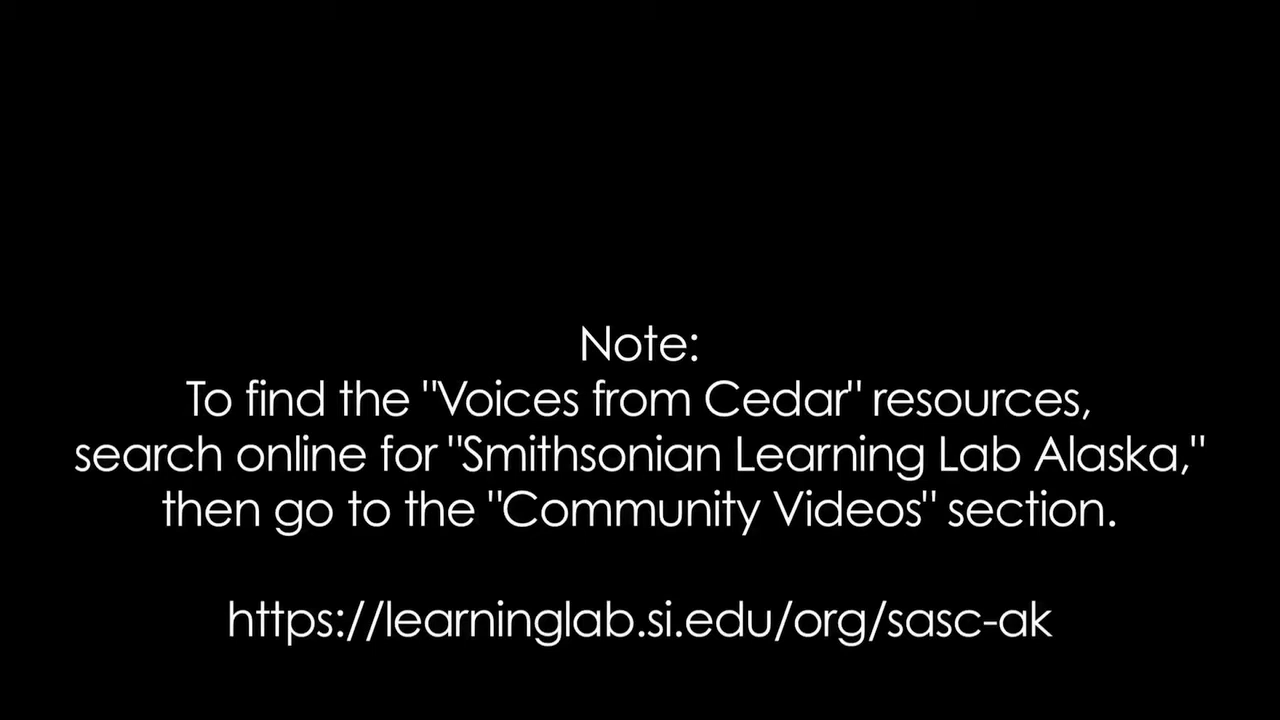 Note:
To find the "Voices from Cedar" resources,
search online for "Smithsonian Learning Lab Alaska,"
then go to the "Community Videos" section.
https://learninglab.si.edu/org/sasc-ak